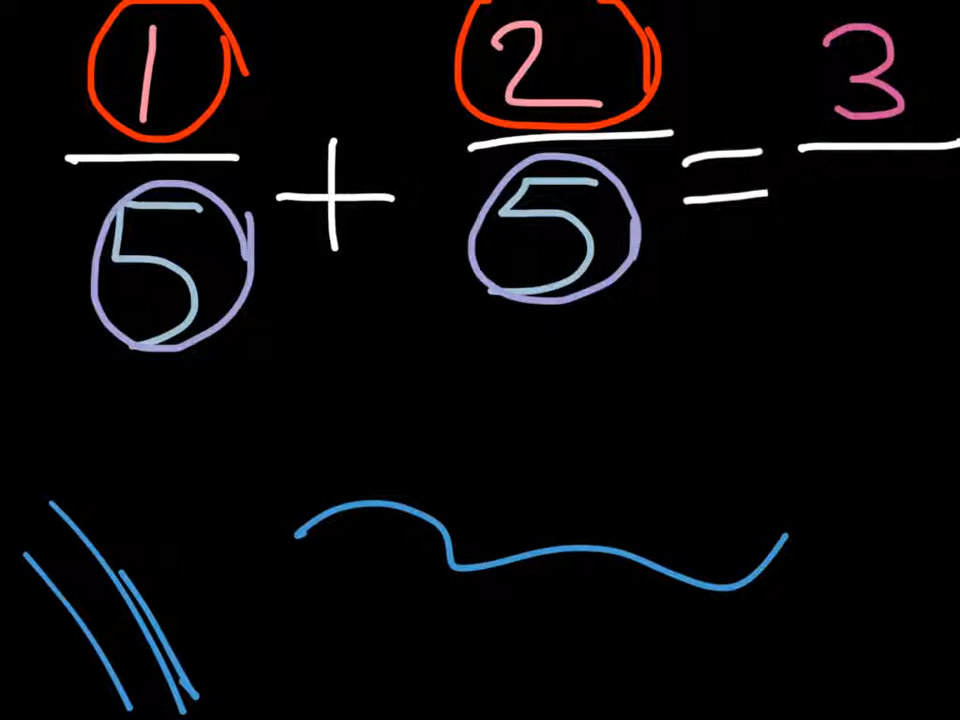 1/5 + 2/5 = 3/